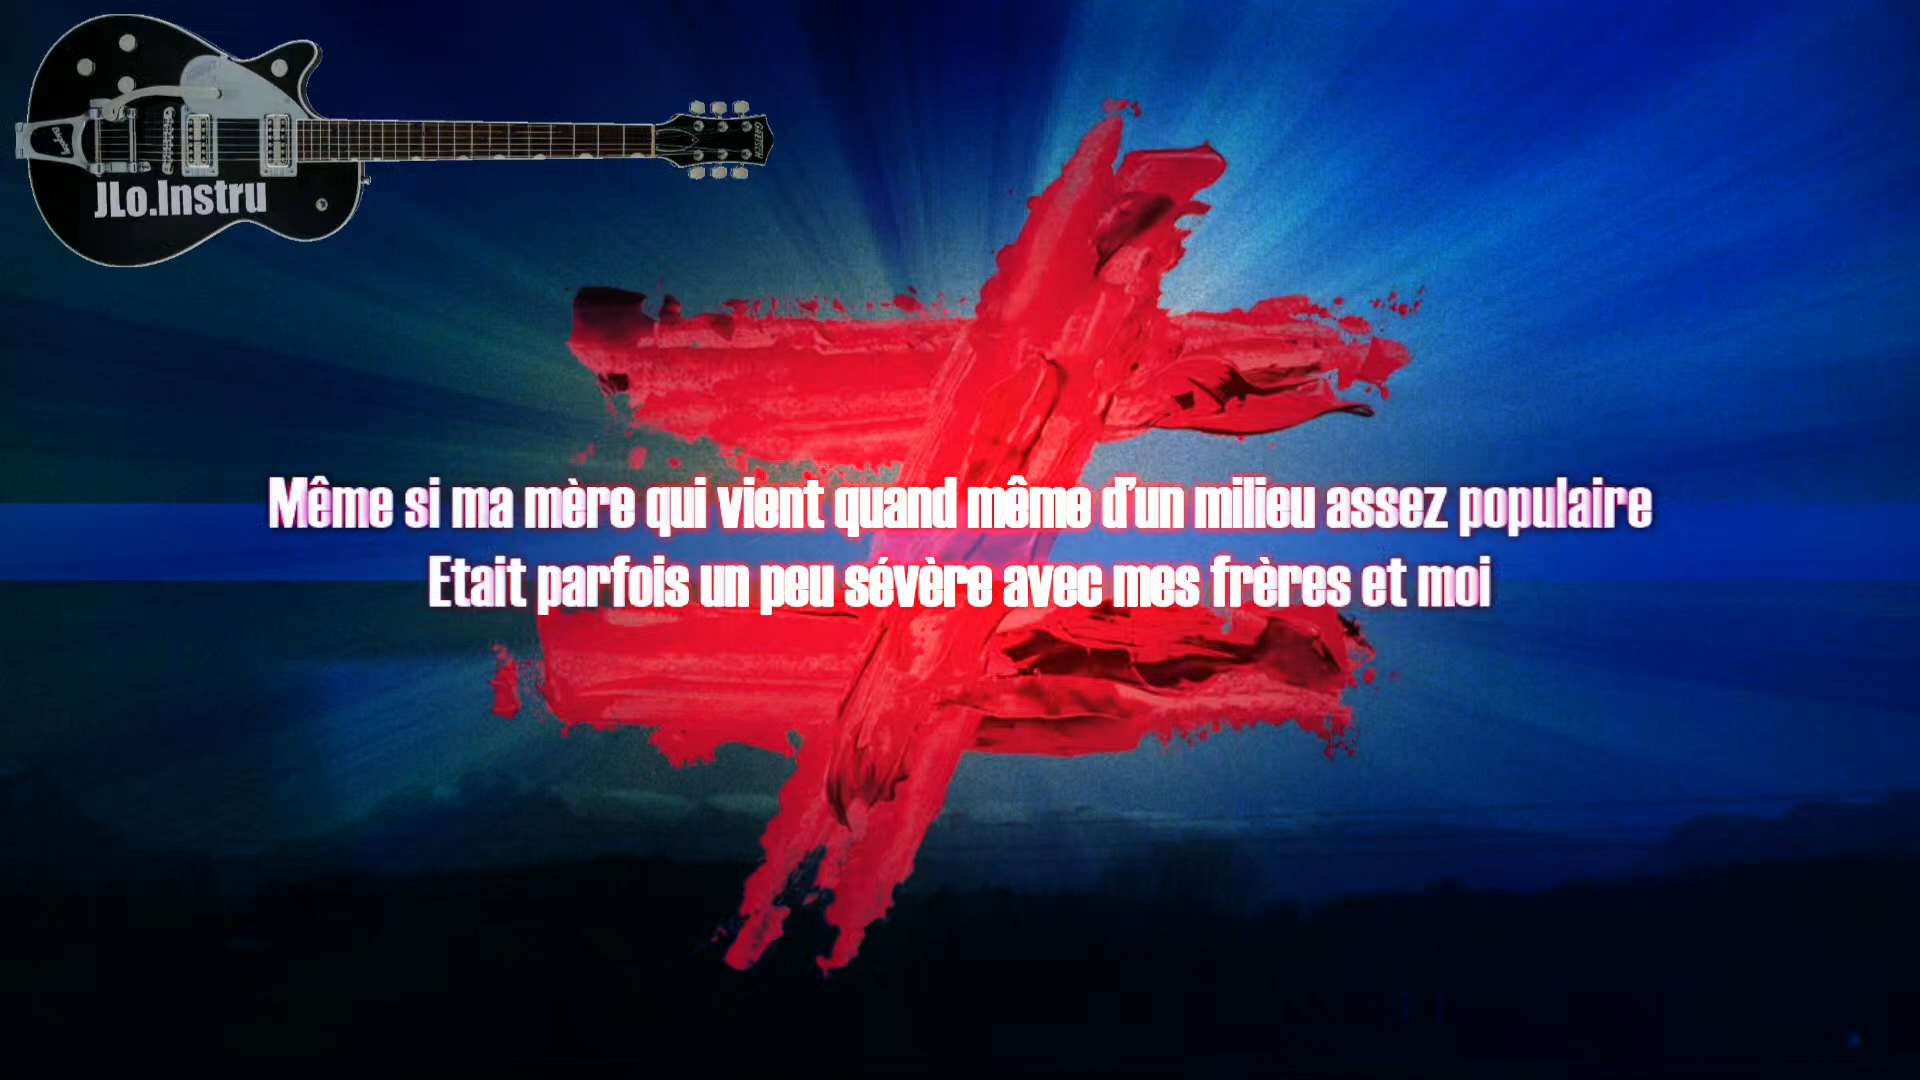 GRETSCH
JLo.Instru
Même si ma mère qui vient quand même d'un milieu assez populaire
Etait parfois un peu sévère avec mes frères et moi